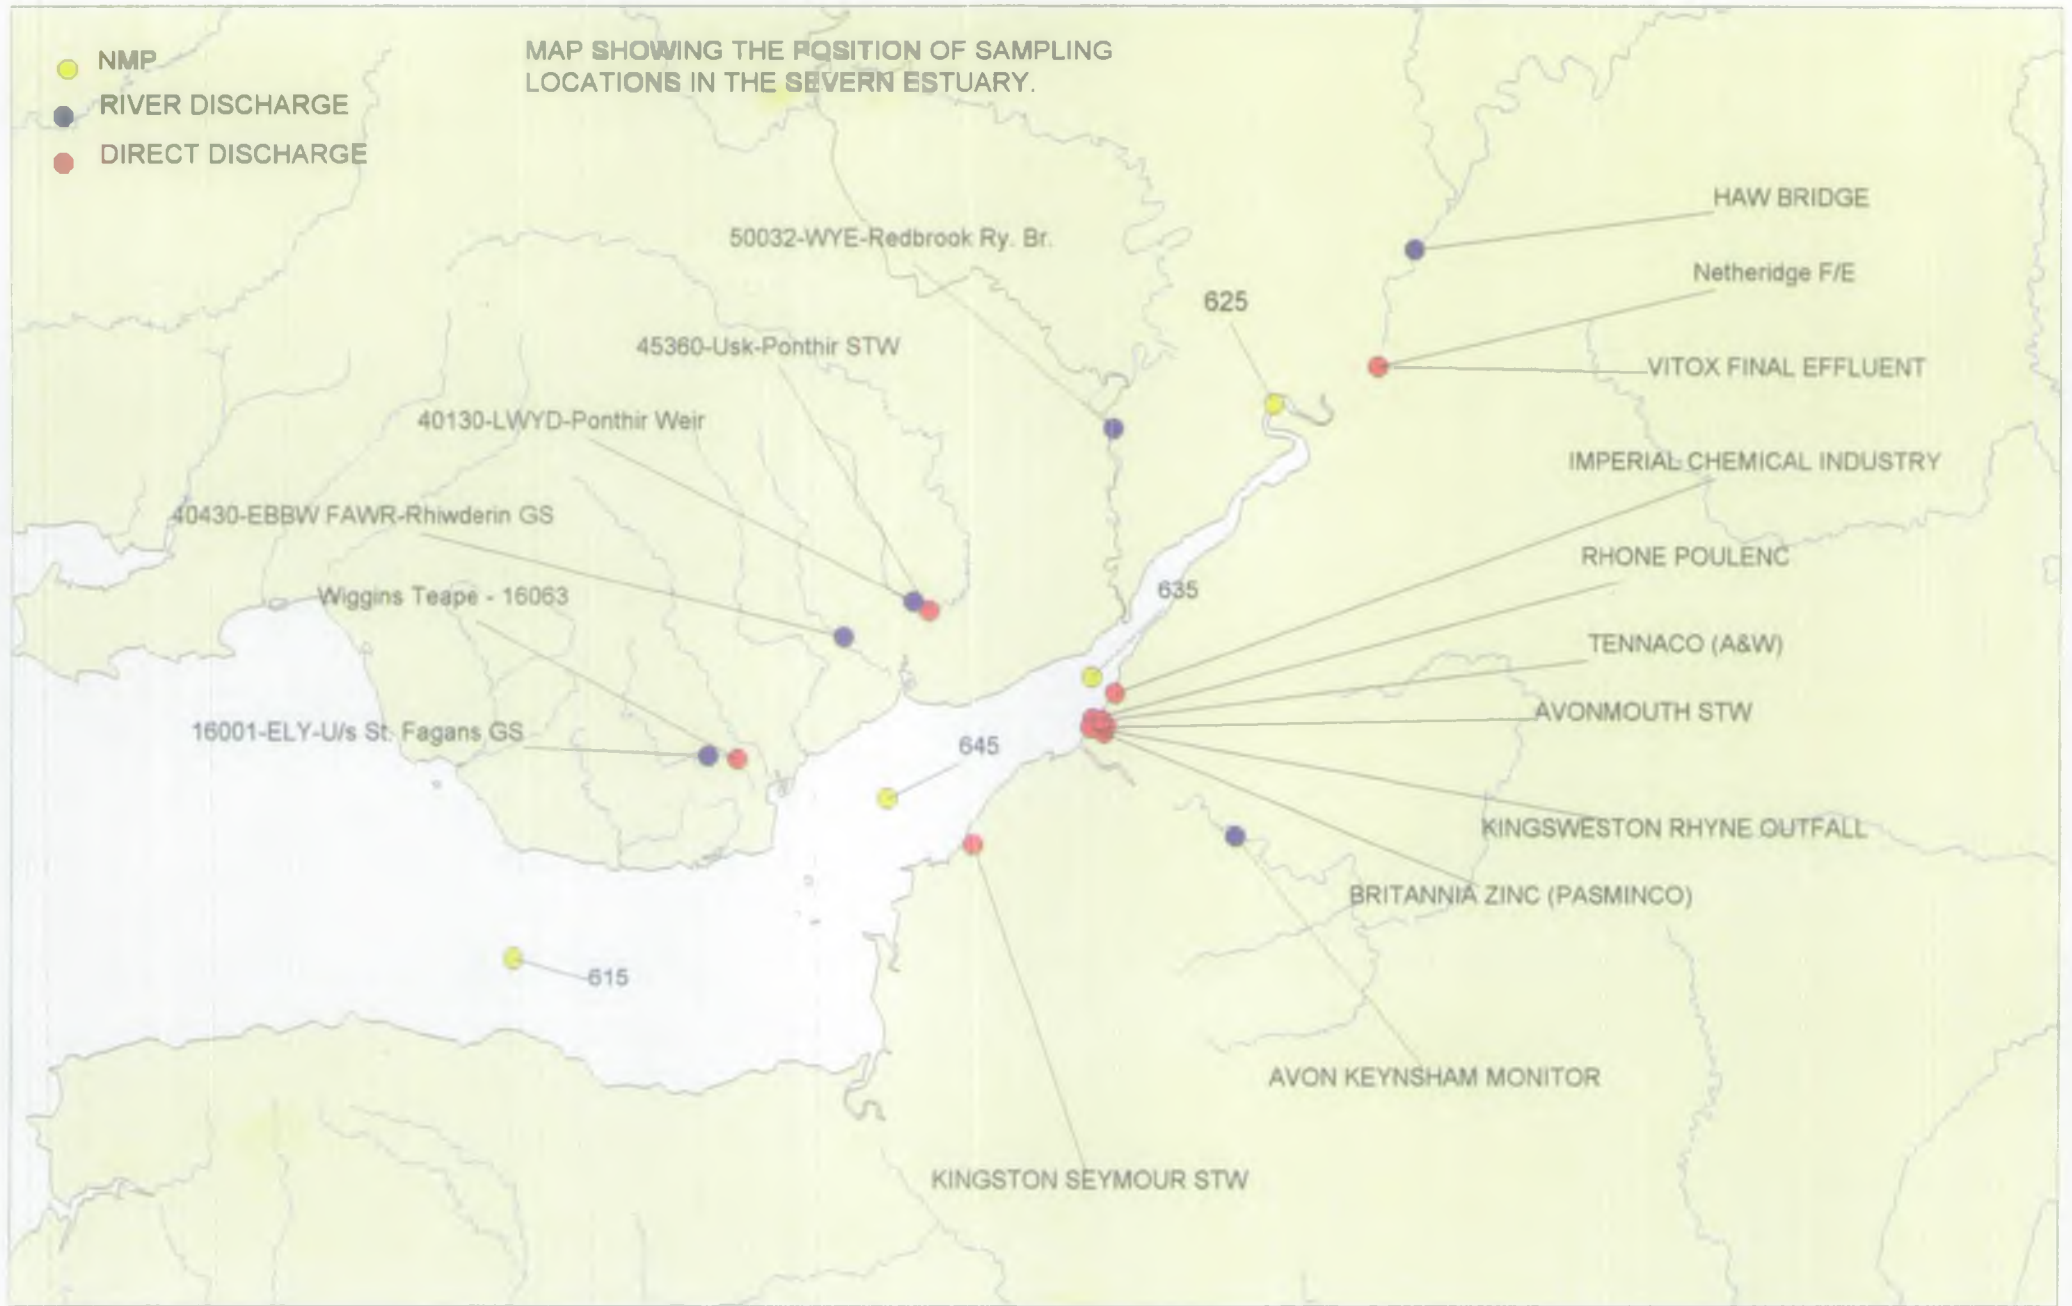 NMP
RIVER DISCHARGE
DIRECT DISCHARGE
MAP SHOWING THE POSITION OF SAMPLING
LOCATIONS IN THE SEVERN ESTUARY.
HAW BRIDGE
50032-WYE-Redbrook Ry. Br.
Netheridge F/E
625
45360-Usk-Ponthir STW
VITOX FINAL EFFLUENT
40130-LWYD-Ponthir Weir
IMPERIAL CHEMICAL INDUSTRY
40430-EBBW FAWR-Rhiwderin GS
RHONE POULENC
635
Wiggins Teape - 16063
TENNACO (A&W)
AVONMOUTH STW
16001-ELY-U/s St. Fagans GS
645
KINGSWESTON RHYNE OUTFALL
BRITANNIA ZINC (PASMINCO)
615
AVON KEYNSHAM MONITOR
KINGSTON SEYMOUR STW